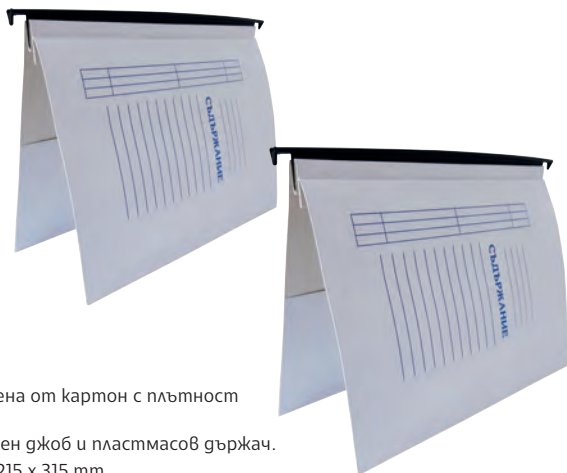 СЪДЪРЖАНИЕ
СЪДЪРЖАНИЕ
ена от картон с плътност
ен джоб и пластмасов държач.
215 x 315 mm